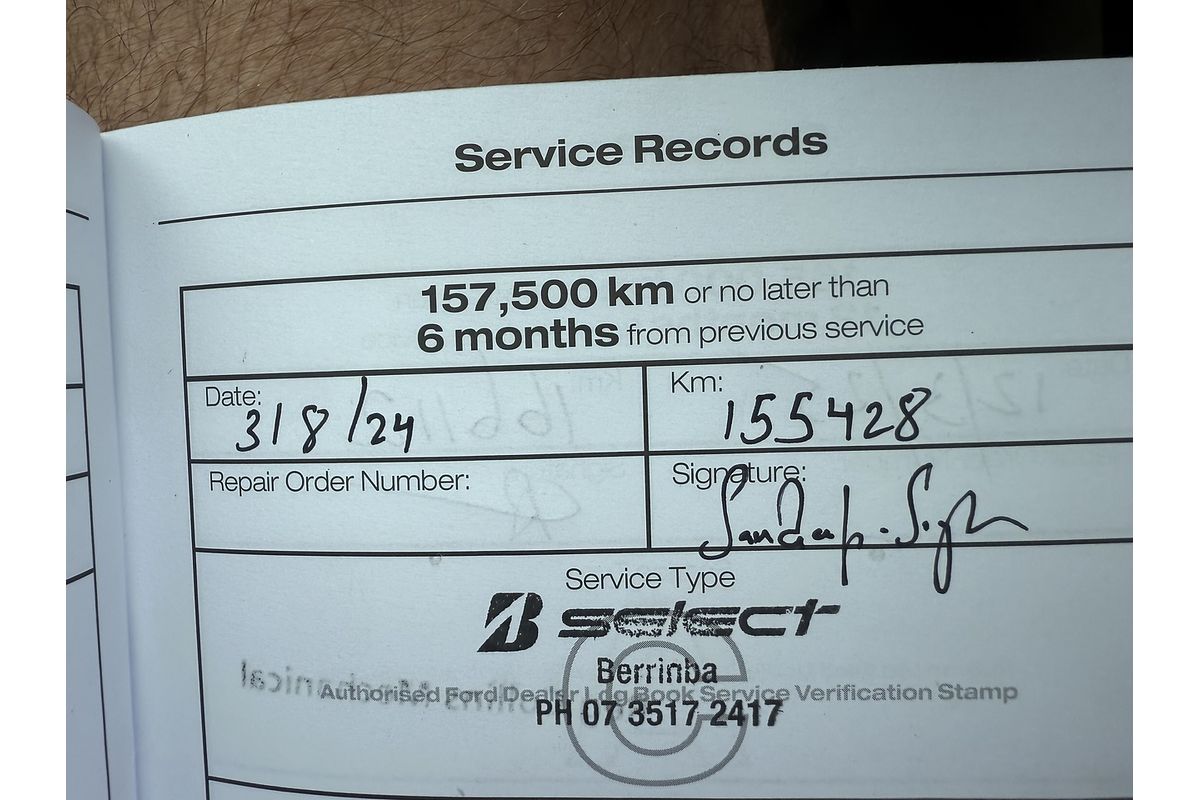 Service Records
157,500 km or no later than
6 months from previous service
Date:
31/8/24
Km:
155428
Repair Order Number:
Signature:
Sandeep. Singh
Service Type
select
Berrinba
Authorised Ford Dealer Log Book Service Verification Stamp
PH 07 3517 2417